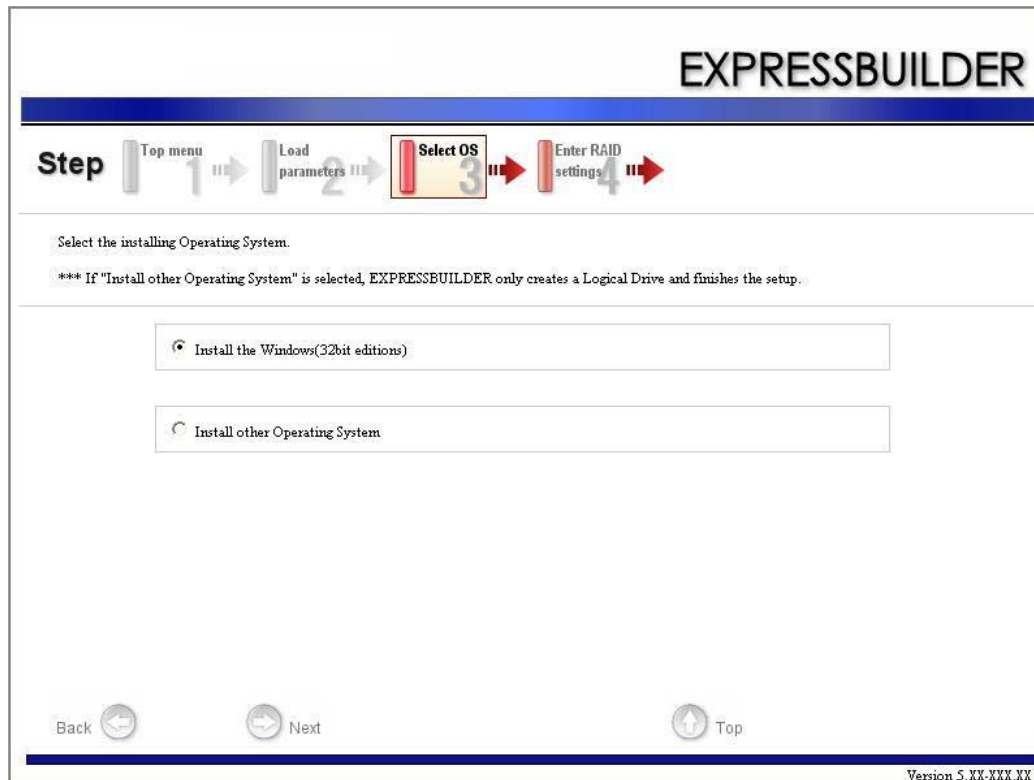 EXPRESSBUILDER
Step
Top menu
1
Load
parameters
2
Select OS
3
Enter RAID
settings
4
Select the installing Operating System.
*** If "Install other Operating System" is selected, EXPRESSBUILDER only creates a Logical Drive and finishes the setup.
Install the Windows(32bit editions)
Install other Operating System
Back
Next
Top
Version 5.XX-XXX.XX